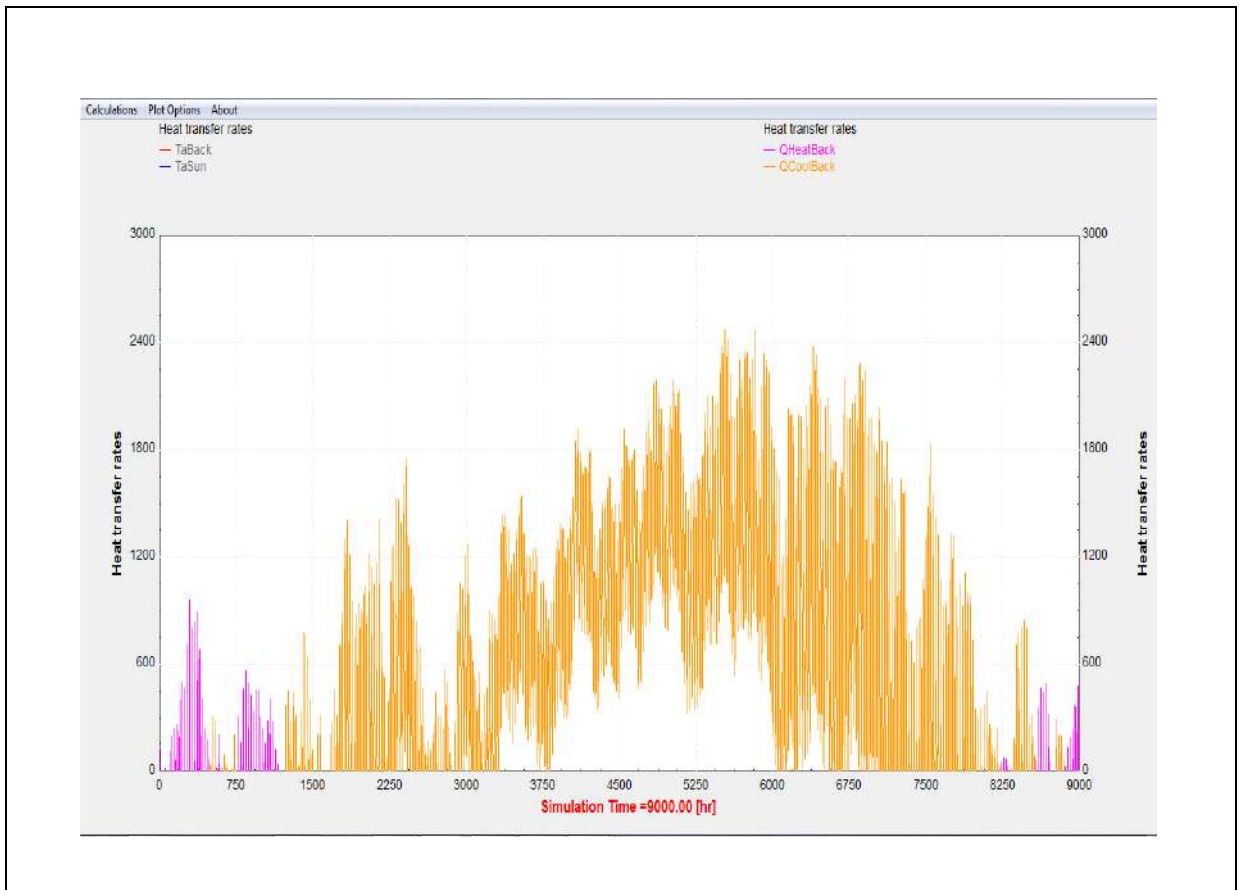 Calculations Plot Options About
Heat transfer rates Heat transfer rates
TaBack QHeatBack
TaSun QCoolBack
3000 3000
2400 2400
1800 1800
Heat transfer rates Heat transfer rates
1200 1200
600 600
0 0
0 750 1500 2250 3000 3750 4500 5250 6000 6750 7500 8250 9000
Simulation Time =9000.00 [hr]